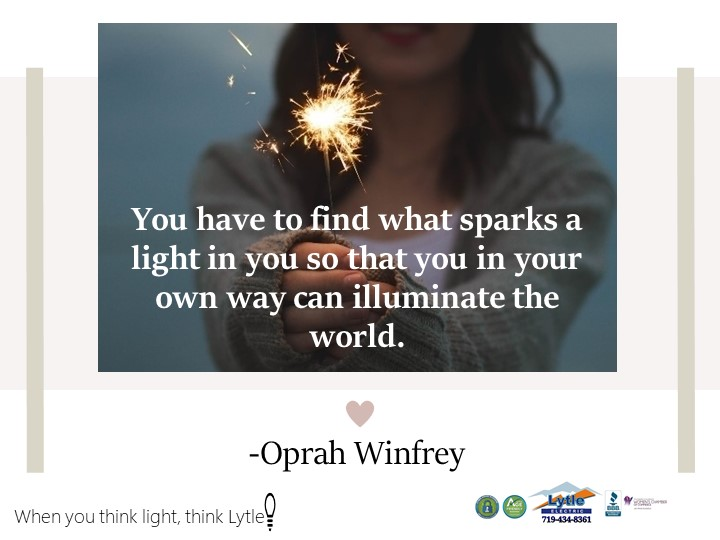 You have to find what sparks a
light in you so that you in your
own way can illuminate the
world.
-Oprah Winfrey
When you think light, think Lytle
Lytle
ELECTRIC
719-434-8361
BBB